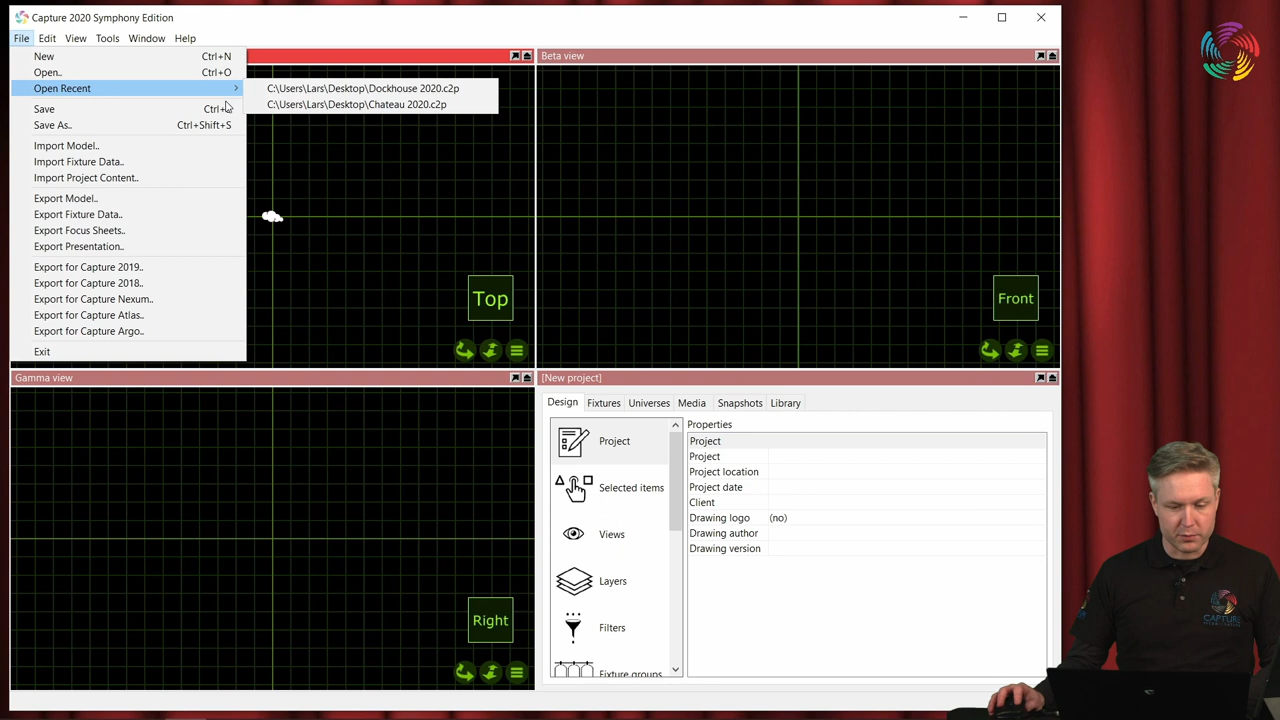 Capture 2020 Symphony Edition
File Edit View Tools Window Help
New Ctrl+N
Open.. Ctrl+O
Open Recent
C:\Users\Lars\Desktop\Dockhouse 2020.c2p
C:\Users\Lars\Desktop\Chateau 2020.c2p
Save Ctrl+
Save As.. Ctrl+Shift+S
Import Model..
Import Fixture Data..
Import Project Content..
Export Model..
Export Fixture Data..
Export Focus Sheets..
Export Presentation..
Export for Capture 2019..
Export for Capture 2018..
Export for Capture Nexum..
Export for Capture Atlas..
Export for Capture Argo..
Exit
Top
Beta view
Front
Gamma view
Right
[New project]
Design Fixtures Universes Media Snapshots Library
Project
Selected items
Views
Layers
Filters
Fixture groups
Properties
Project
Project
Project location
Project date
Client
Drawing logo (no)
Drawing author
Drawing version
CAPTURE